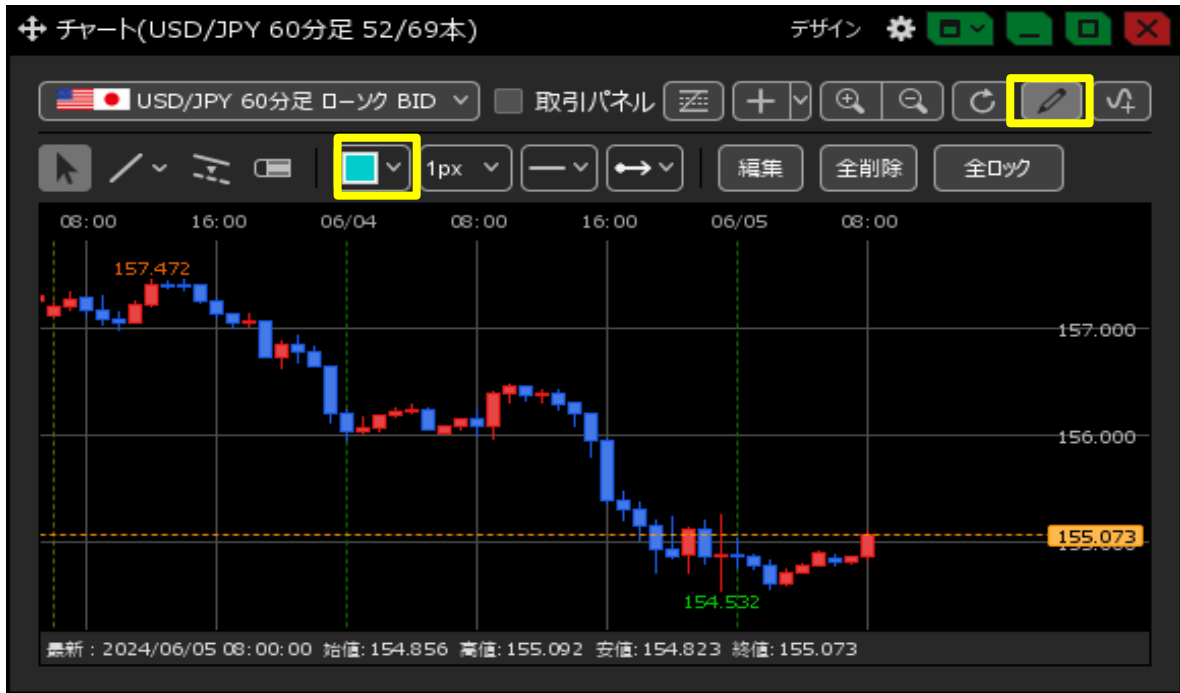 チャート(USD/JPY 60分足 52/69本) デザイン
USD/JPY 60分足 ローソク BID 取引パネル
1px 編集 全削除 全ロック
08:00 16:00 06/04 08:00 16:00 06/05 08:00
157.472
157.000
156.000
155.073
155.000
154.532
最新：2024/06/05 08:00:00 始値:154.856 高値:155.092 安値:154.823 終値:155.073